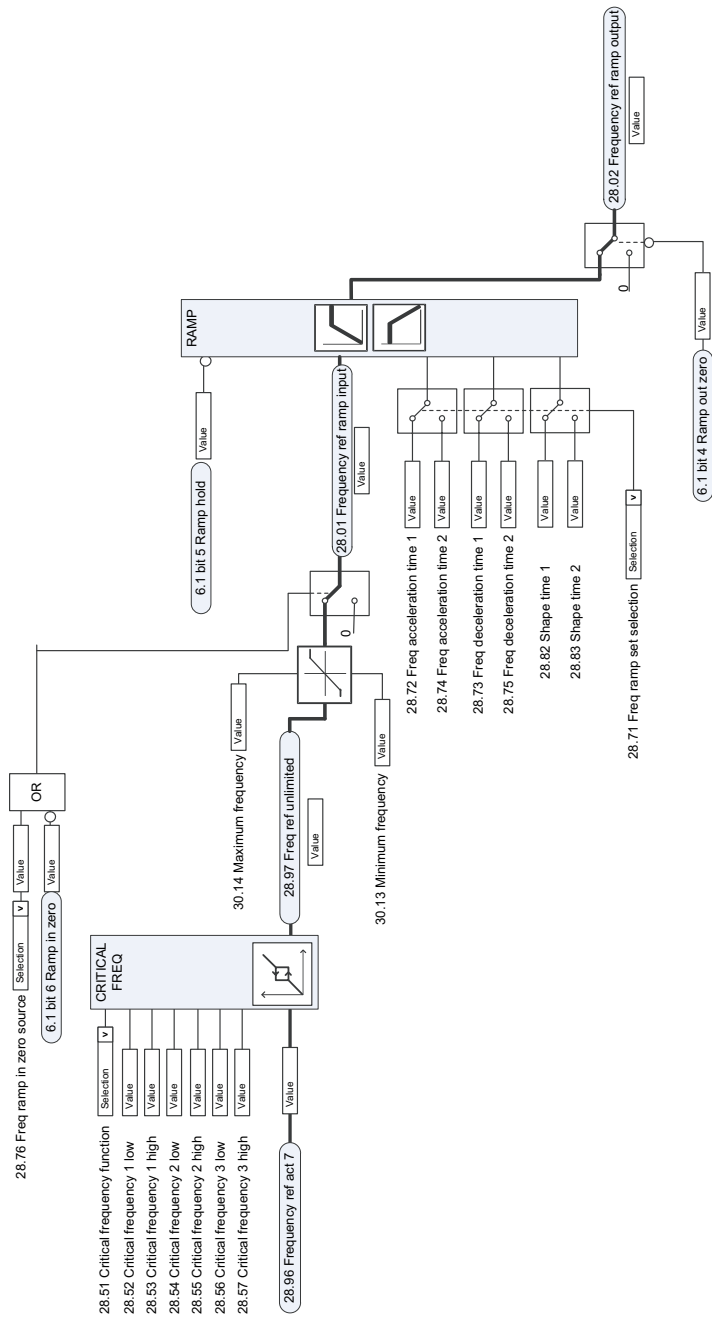 28.76 Freq ramp in zero source Selection v Value
6.1 bit 6 Ramp in zero Value
OR
28.51 Critical frequency function Selection v
28.52 Critical frequency 1 low Value
28.53 Critical frequency 1 high Value
28.54 Critical frequency 2 low Value
28.55 Critical frequency 2 high Value
28.56 Critical frequency 3 low Value
28.57 Critical frequency 3 high Value
28.96 Frequency ref act 7 Value
CRITICAL
FREQ
28.97 Freq ref unlimited
Value
30.14 Maximum frequency Value
30.13 Minimum frequency Value
0
6.1 bit 5 Ramp hold Value
28.01 Frequency ref ramp input
Value
RAMP
28.72 Freq acceleration time 1 Value
28.74 Freq acceleration time 2 Value
28.73 Freq deceleration time 1 Value
28.75 Freq deceleration time 2 Value
28.82 Shape time 1 Value
28.83 Shape time 2 Value
28.71 Freq ramp set selection Selection v
0
6.1 bit 4 Ramp out zero Value
28.02 Frequency ref ramp output
Value